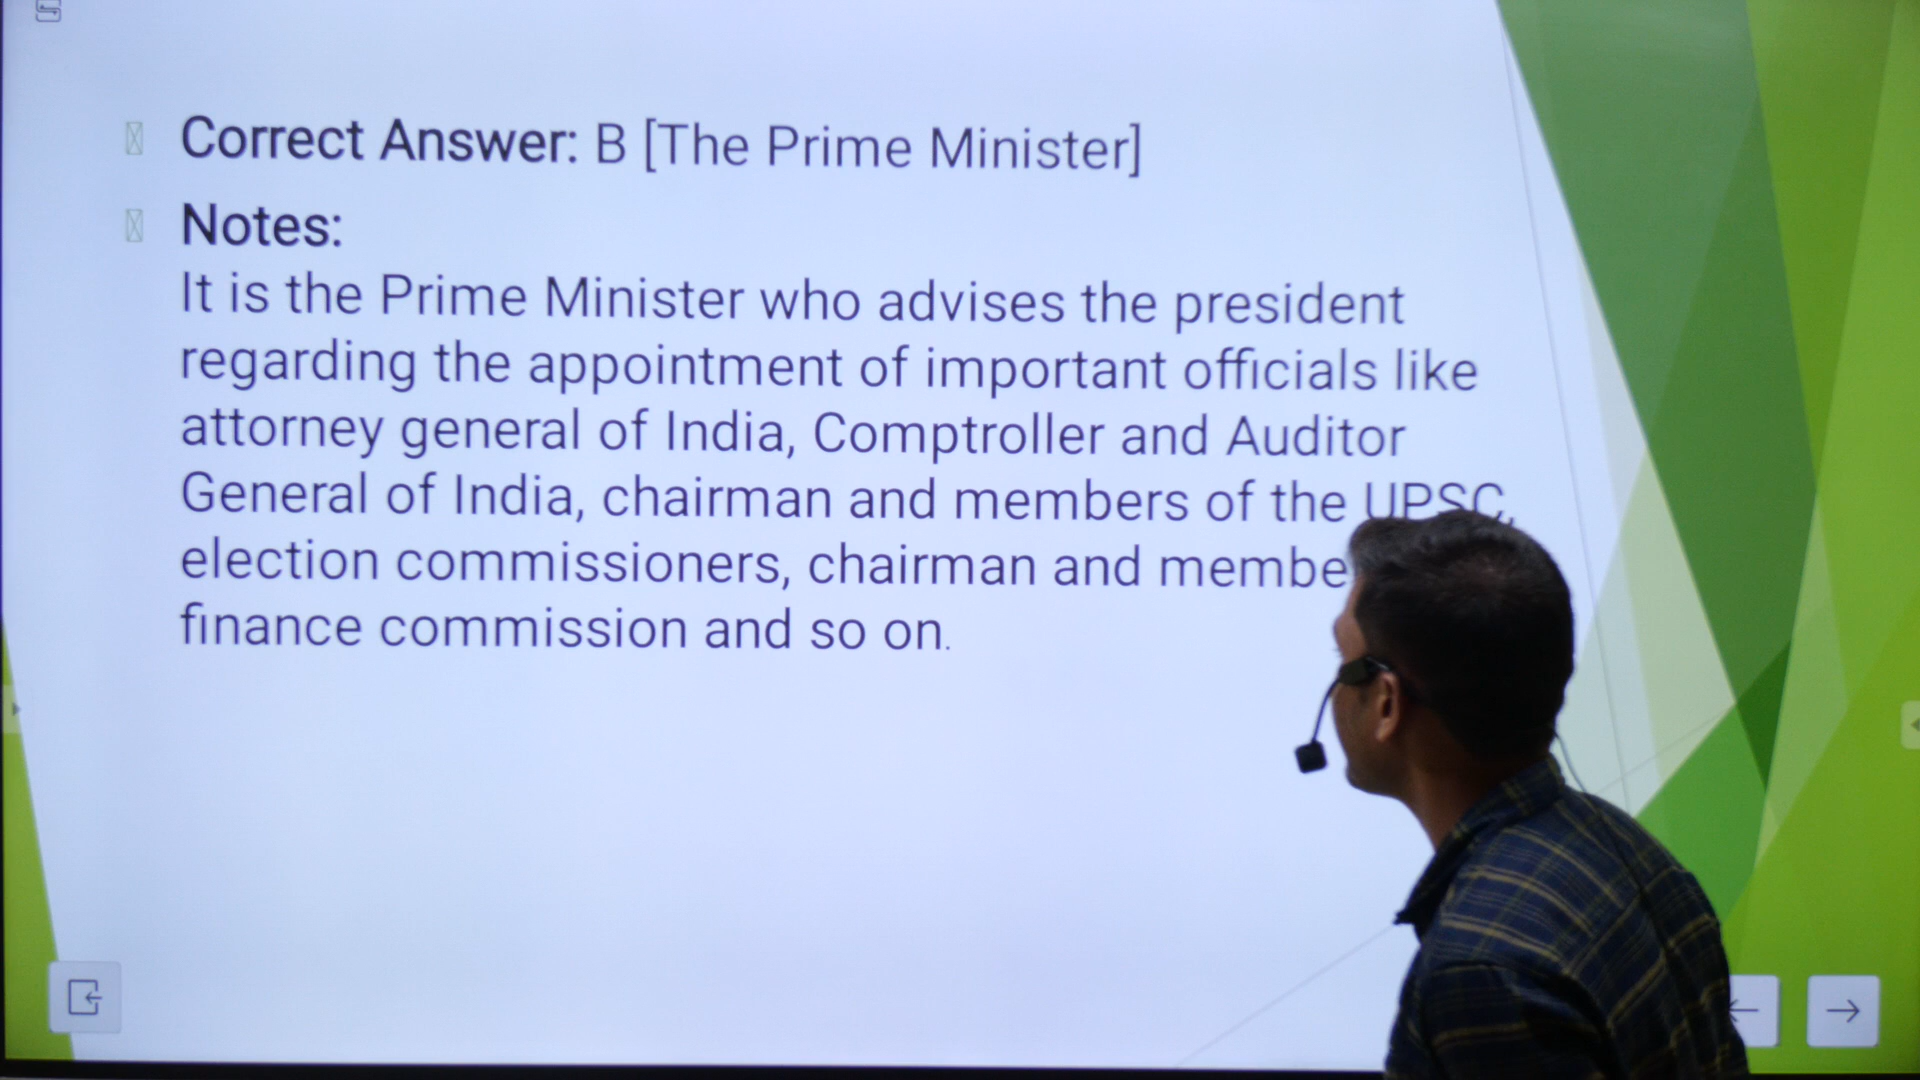 Correct Answer: B [The Prime Minister]
Notes:
It is the Prime Minister who advises the president
regarding the appointment of important officials like
attorney general of India, Comptroller and Auditor
General of India, chairman and members of the UPSC,
election commissioners, chairman and
finance commission and so on.